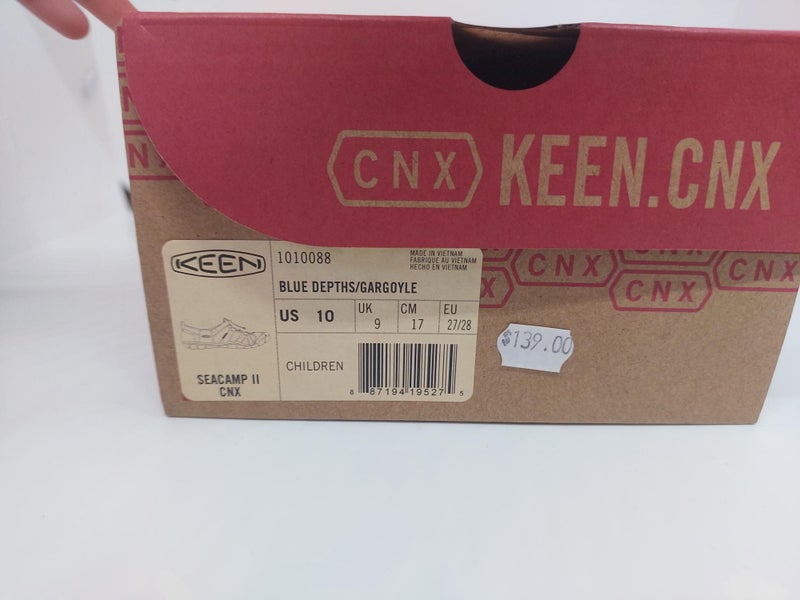 CNX KEEN.CNX
CNX
CNX
CNX
KEEN
1010088
MADE IN VIETNAM
FABRIQUE AU VIETNAM
HECHO EN VIETNAM
BLUE DEPTHS/GARGOYLE
US 10
UK
9
CM
17
EU
27/28
$139.00
CHILDREN
SEACAMP II
CNX
8 87194 19527 5